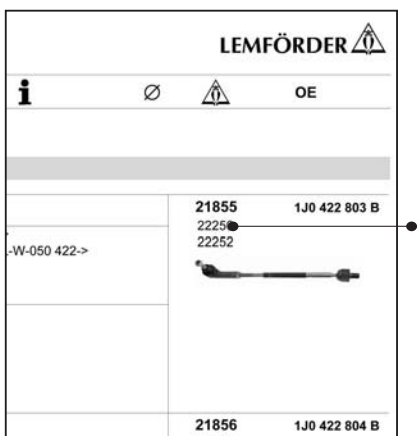 LEMFÖRDER
i Ø OE
21855 1J0 422 803 B
22252
-W-050 422->
21856 1J0 422 804 B